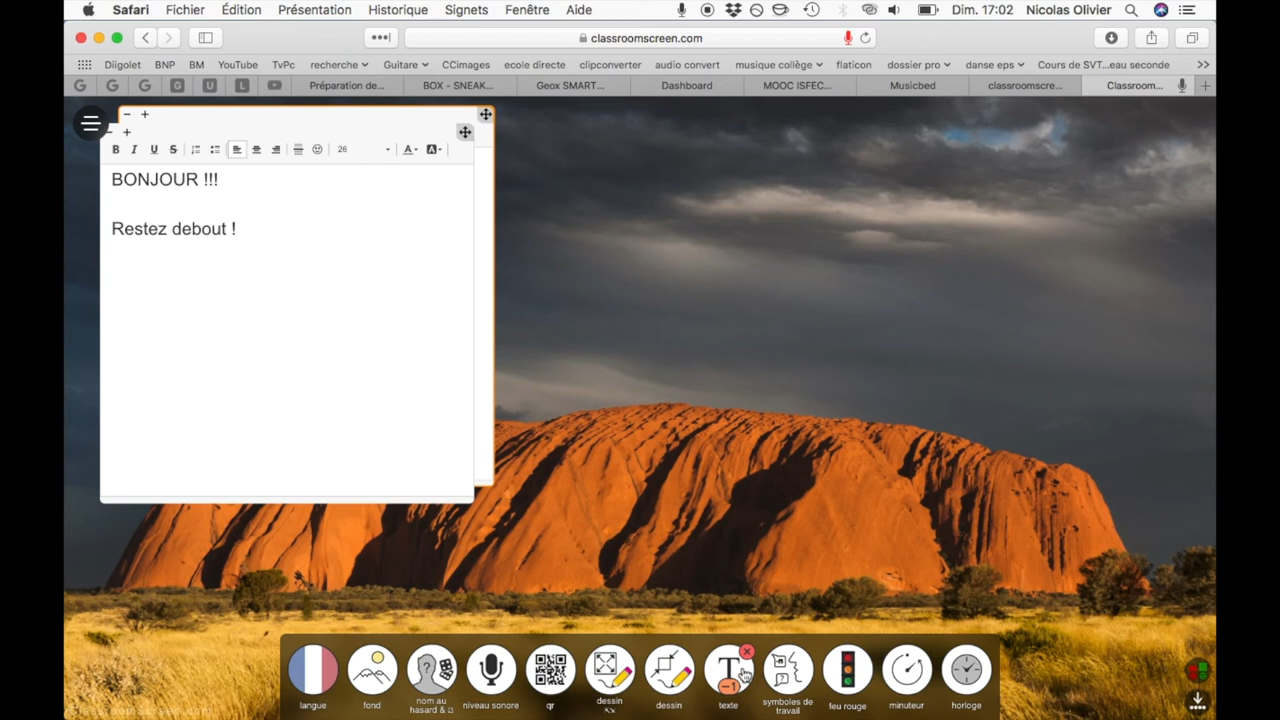 Safari Fichier Édition Présentation Historique Signets Fenêtre Aide Dim. 17:02 Nicolas Olivier
classroomscreen.com
Diigolet BNP BM YouTube TvPc recherche Guitare CCimages ecole directe clipconverter audio convert musique collège flaticon dossier pro danse eps Cours de SVT...eau seconde
G G G G U L Préparation de... BOX - SNEAK... Geox SMART... Dashboard MOOC ISFEC... Musicbed classroomscre... Classroom...
B I U S 26 A A
BONJOUR !!!
Restez debout !
T
-1
langue fond nom au hasard & niveau sonore qr dessin dessin texte symboles de travail feu rouge minuteur horloge